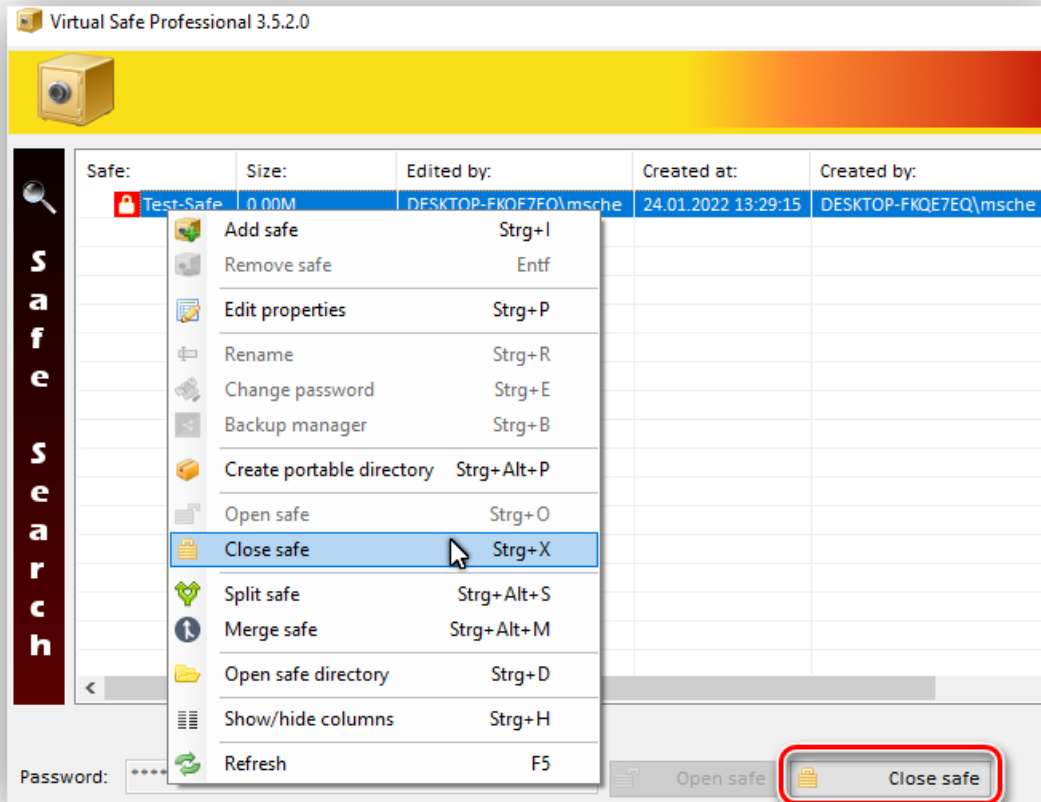 Virtual Safe Professional 3.5.2.0
Safe: Size: Edited by: Created at: Created by:
Test-Safe 0.00M DESKTOP-FKQE7EQ\msche 24.01.2022 13:29:15 DESKTOP-FKQE7EQ\msche
Safe Search
Add safe Strg+I
Remove safe Entf
Edit properties Strg+P
Rename Strg+R
Change password Strg+E
Backup manager Strg+B
Create portable directory Strg+Alt+P
Open safe Strg+O
Close safe Strg+X
Split safe Strg+Alt+S
Merge safe Strg+Alt+M
Open safe directory Strg+D
Show/hide columns Strg+H
Refresh F5
Password: **** Open safe Close safe